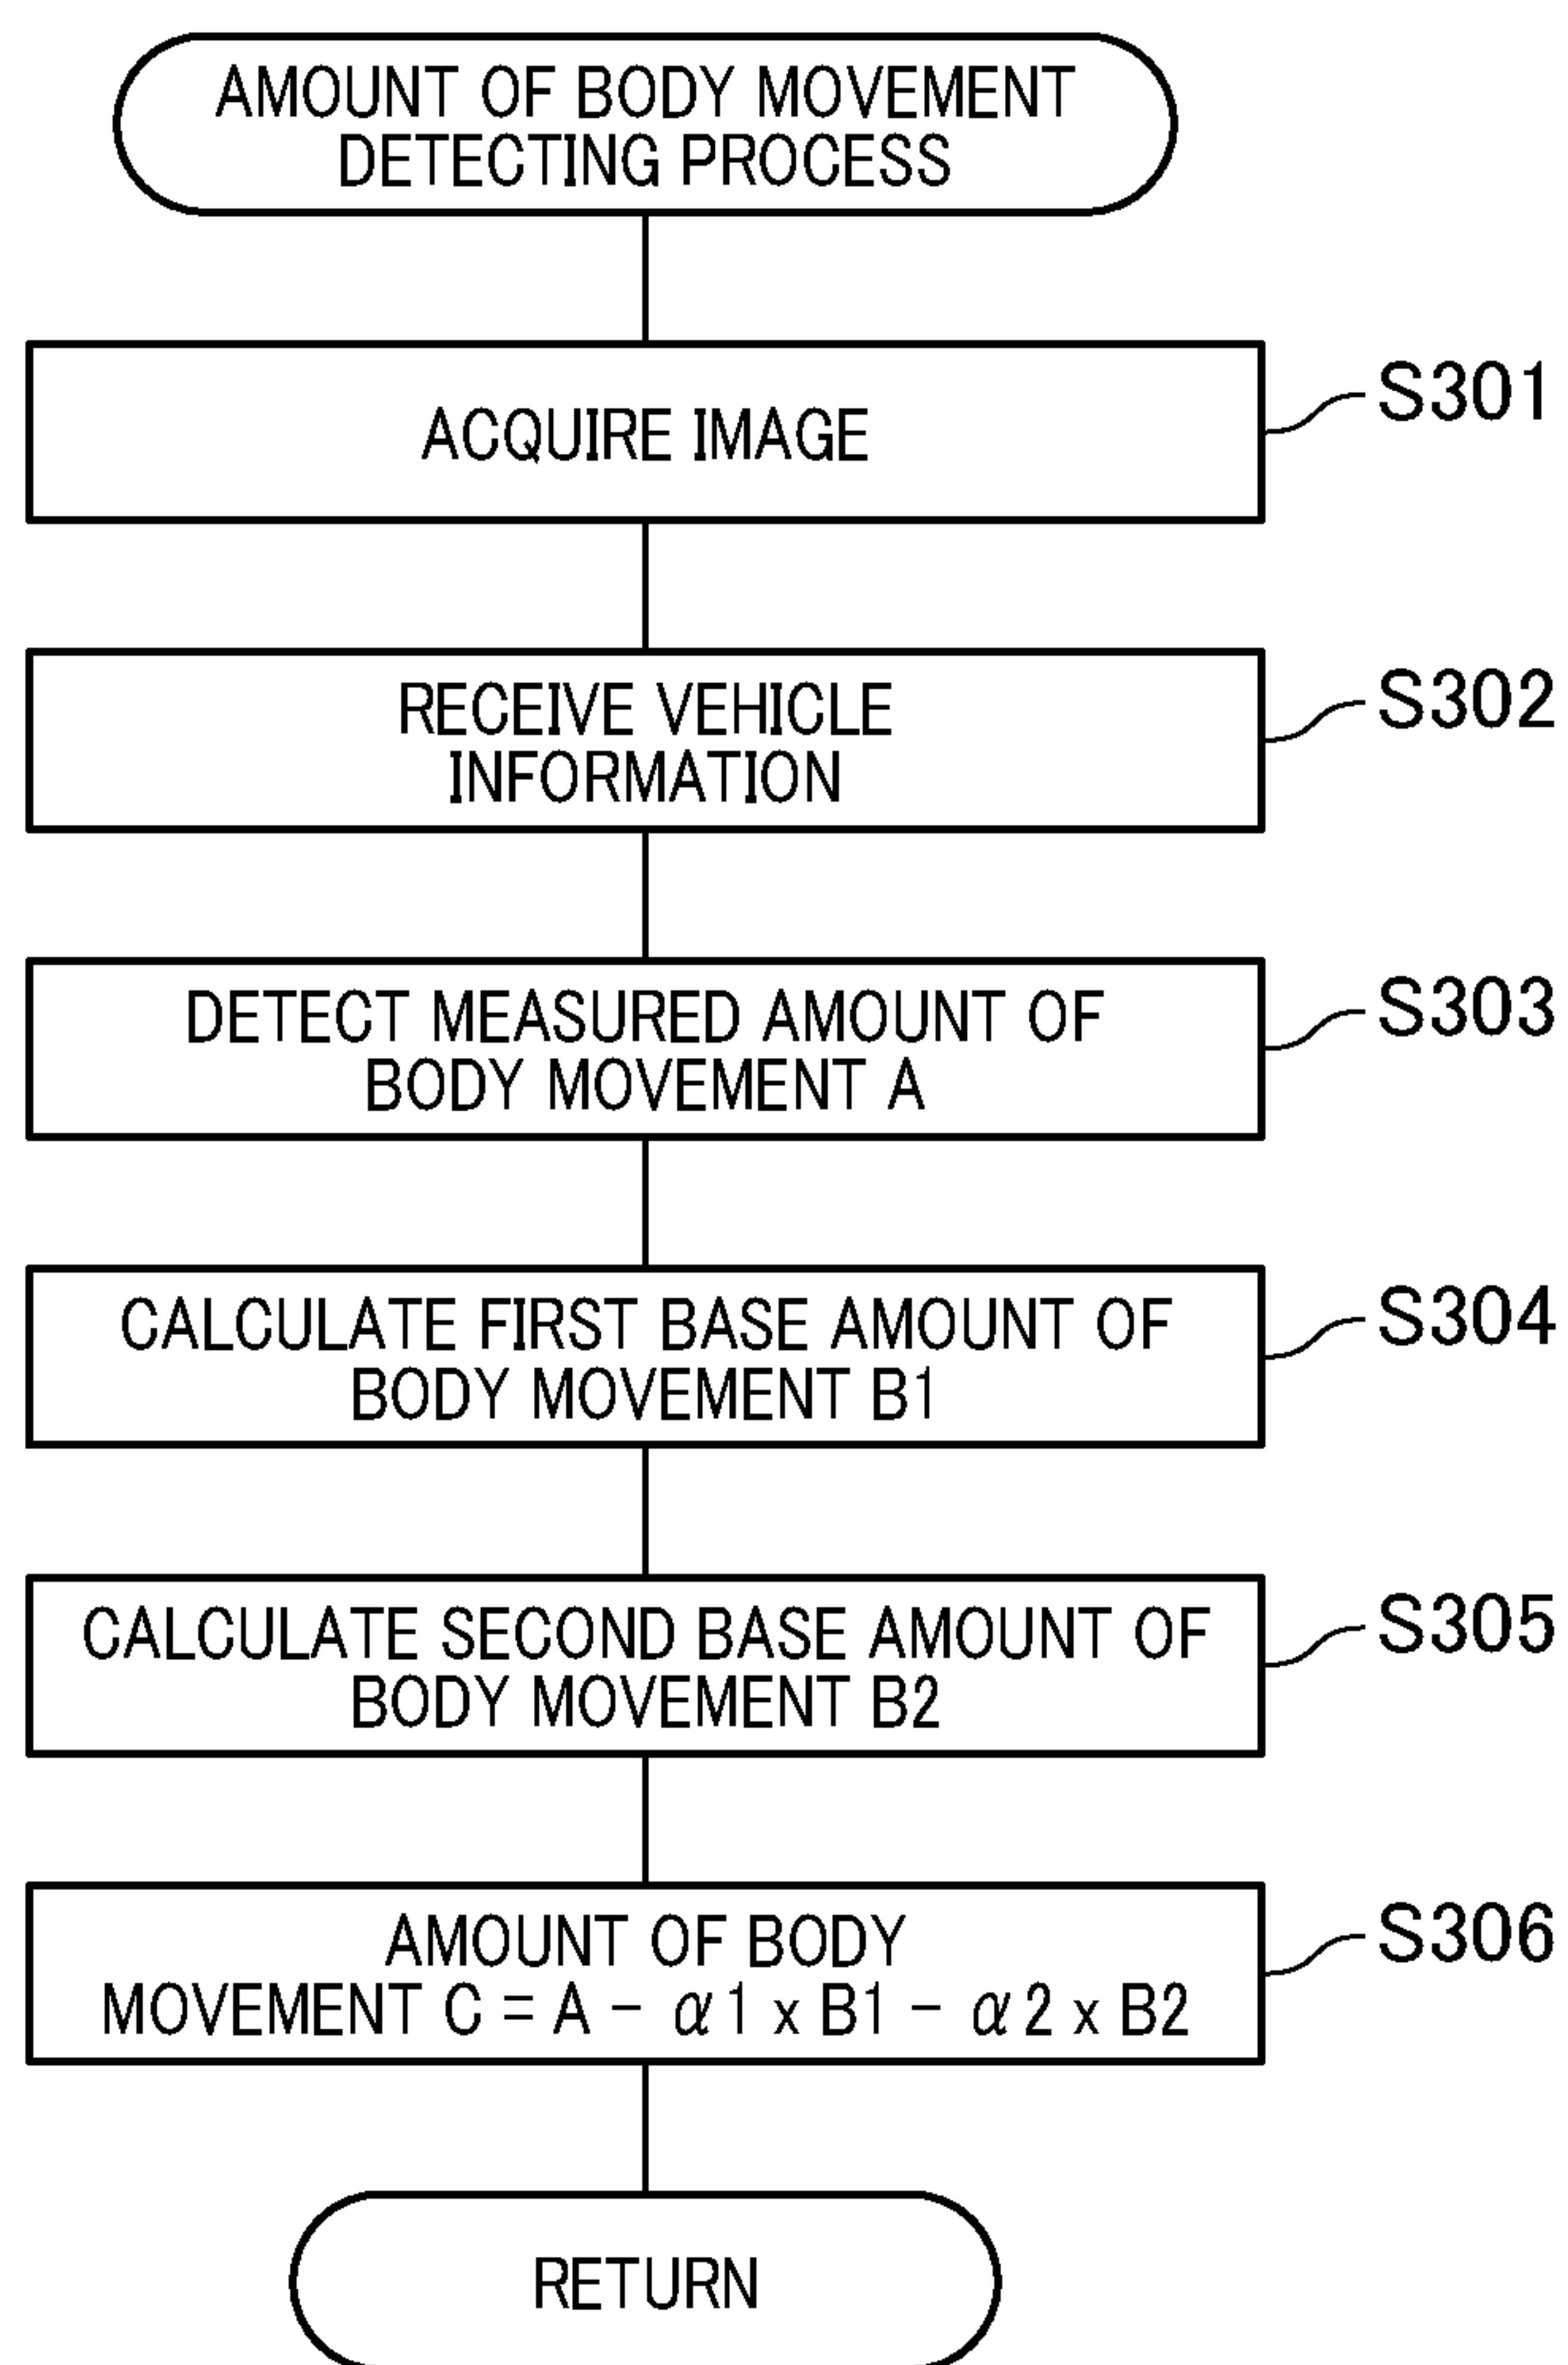 AMOUNT OF BODY MOVEMENT
DETECTING PROCESS
ACQUIRE IMAGE
S301
RECEIVE VEHICLE
INFORMATION
S302
DETECT MEASURED AMOUNT OF
BODY MOVEMENT A
S303
CALCULATE FIRST BASE AMOUNT OF
BODY MOVEMENT B1
S304
CALCULATE SECOND BASE AMOUNT OF
BODY MOVEMENT B2
S305
AMOUNT OF BODY
MOVEMENT C = A − α1 x B1 − α2 x B2
S306
RETURN